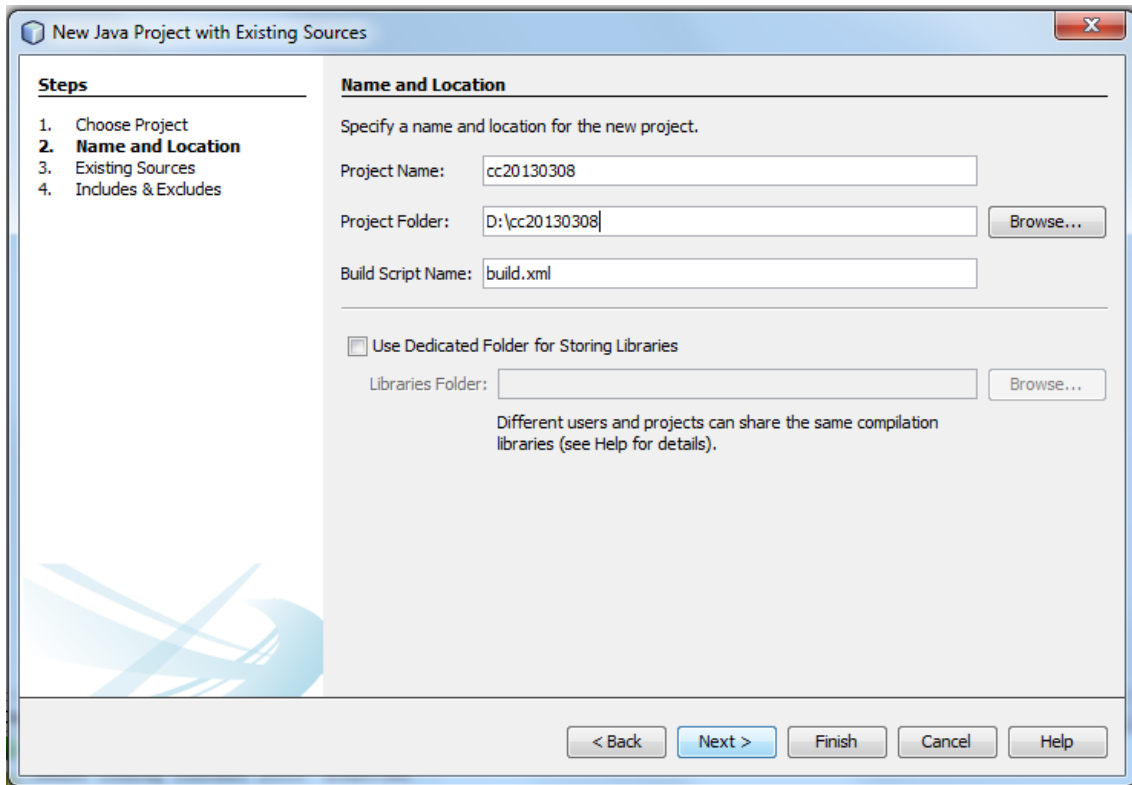 New Java Project with Existing Sources
Steps
1. Choose Project
2. Name and Location
3. Existing Sources
4. Includes & Excludes
Name and Location
Specify a name and location for the new project.
Project Name: cc20130308
Project Folder: D:\cc20130308 Browse...
Build Script Name: build.xml
Use Dedicated Folder for Storing Libraries
Libraries Folder: Browse...
Different users and projects can share the same compilation
libraries (see Help for details).
< Back Next > Finish Cancel Help